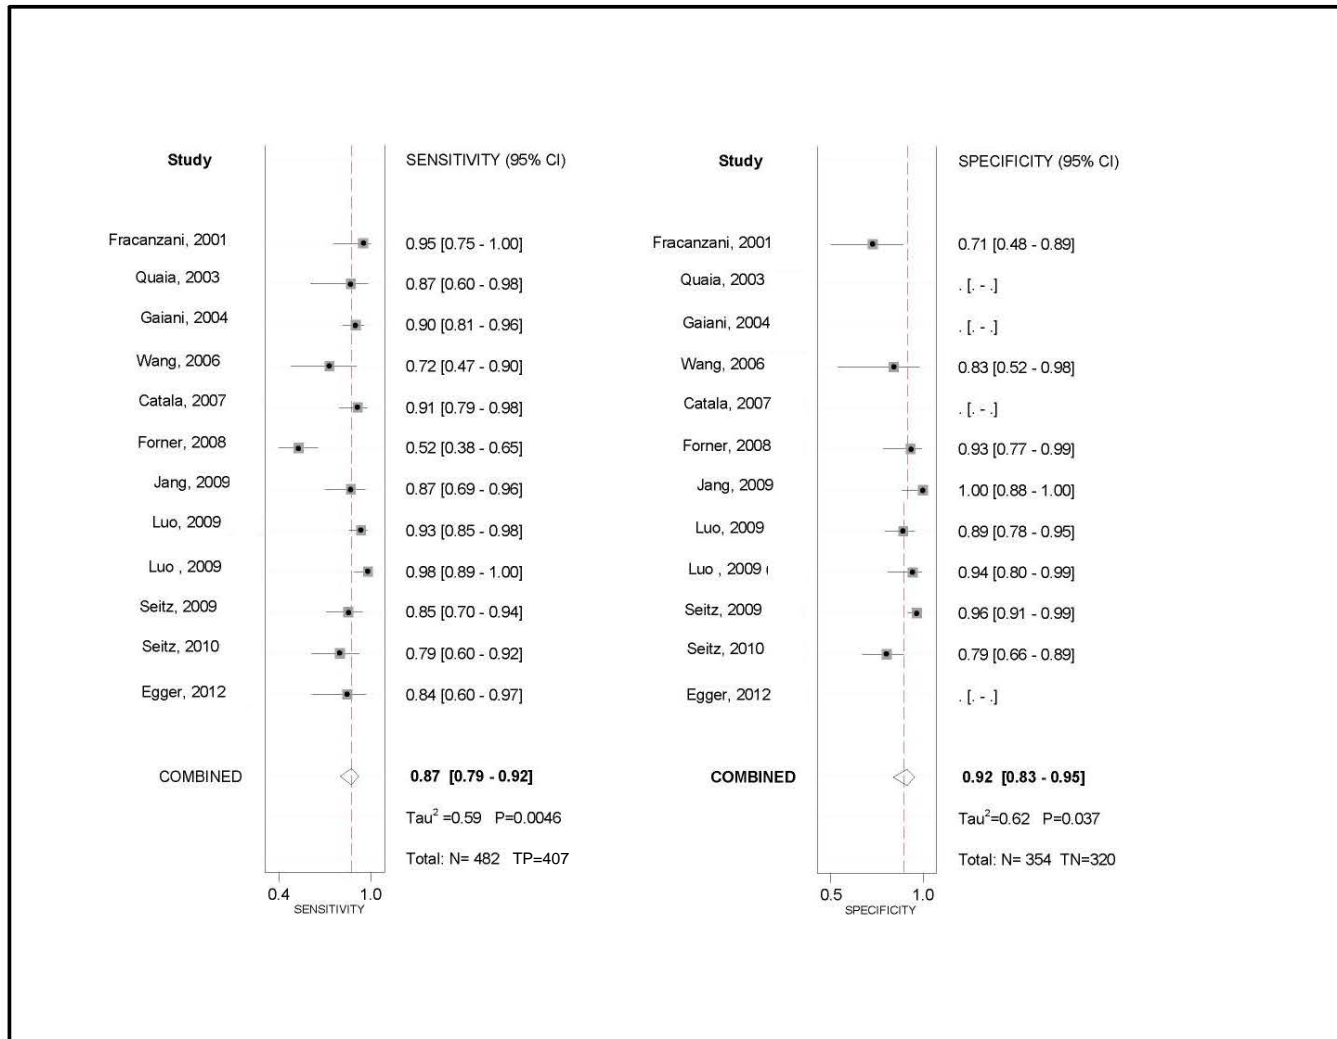 Study SENSITIVITY (95% CI)
Fracanzani, 2001 0.95 [0.75 - 1.00]
Quaia, 2003 0.87 [0.60 - 0.98]
Gaiani, 2004 0.90 [0.81 - 0.96]
Wang, 2006 0.72 [0.47 - 0.90]
Catala, 2007 0.91 [0.79 - 0.98]
Forner, 2008 0.52 [0.38 - 0.65]
Jang, 2009 0.87 [0.69 - 0.96]
Luo, 2009 0.93 [0.85 - 0.98]
Luo , 2009 0.98 [0.89 - 1.00]
Seitz, 2009 0.85 [0.70 - 0.94]
Seitz, 2010 0.79 [0.60 - 0.92]
Egger, 2012 0.84 [0.60 - 0.97]
COMBINED 0.87 [0.79 - 0.92]
Tau² =0.59 P=0.0046
Total: N= 482 TP=407
0.4 1.0
SENSITIVITY
Study SPECIFICITY (95% CI)
Fracanzani, 2001 0.71 [0.48 - 0.89]
Quaia, 2003 . [. - .]
Gaiani, 2004 . [. - .]
Wang, 2006 0.83 [0.52 - 0.98]
Catala, 2007 . [. - .]
Forner, 2008 0.93 [0.77 - 0.99]
Jang, 2009 1.00 [0.88 - 1.00]
Luo, 2009 0.89 [0.78 - 0.95]
Luo , 2009 ( 0.94 [0.80 - 0.99]
Seitz, 2009 0.96 [0.91 - 0.99]
Seitz, 2010 0.79 [0.66 - 0.89]
Egger, 2012 . [. - .]
COMBINED 0.92 [0.83 - 0.95]
Tau²=0.62 P=0.037
Total: N= 354 TN=320
0.5 1.0
SPECIFICITY